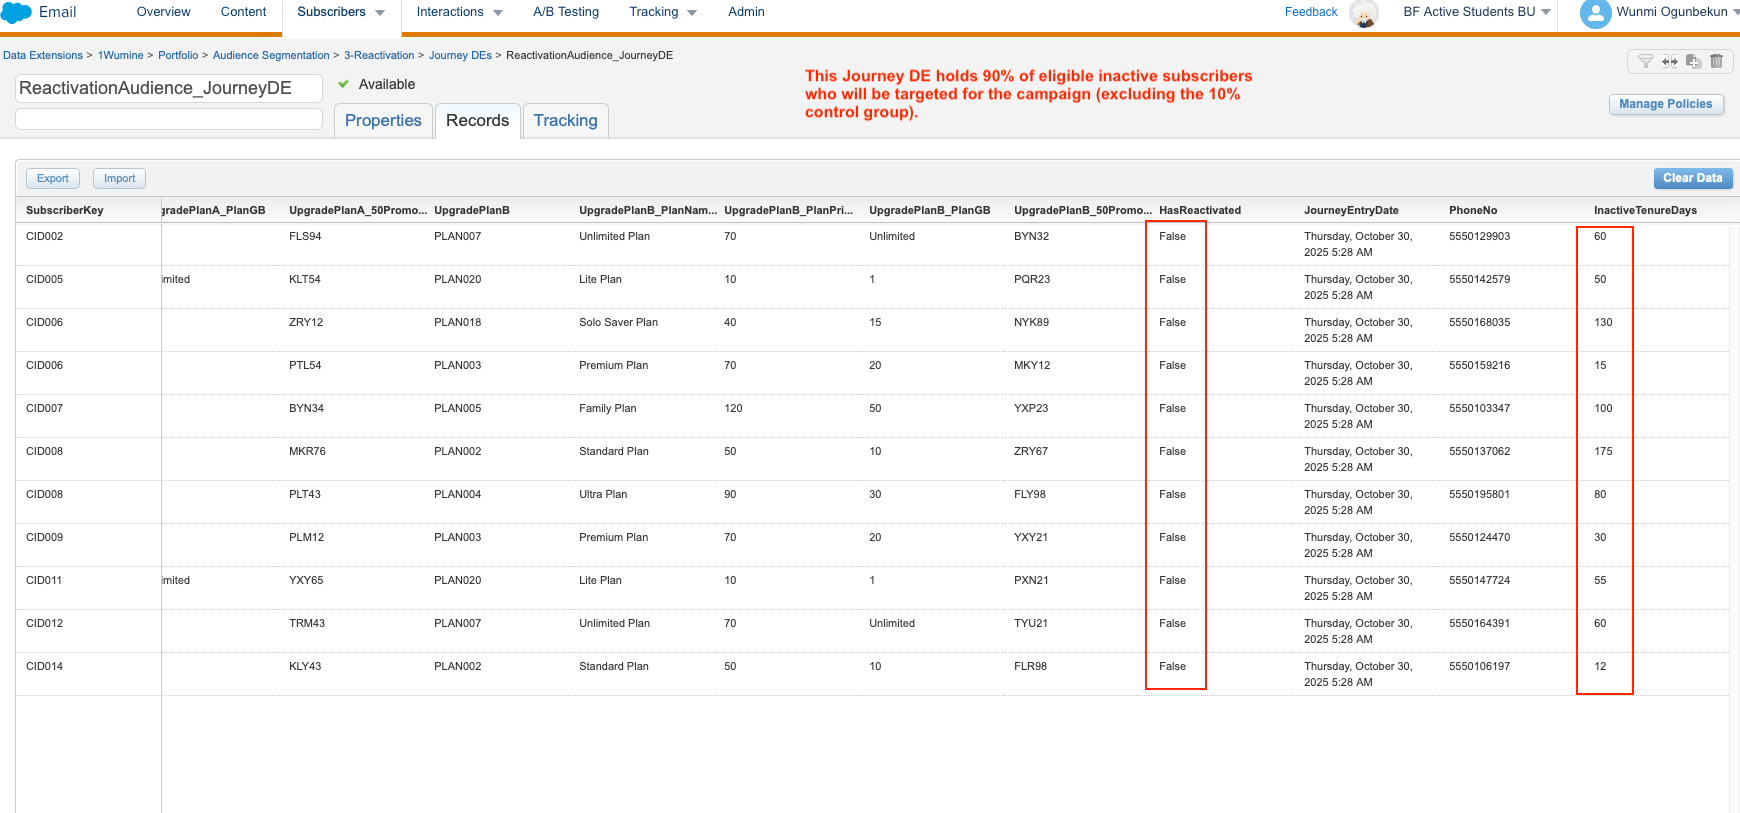 Email Overview Content Subscribers Interactions A/B Testing Tracking Admin Feedback BF Active Students BU Wunmi Ogunbekun
Data Extensions > 1Wumine > Portfolio > Audience Segmentation > 3-Reactivation > Journey DEs > ReactivationAudience_JourneyDE
ReactivationAudience_JourneyDE Available
This Journey DE holds 90% of eligible inactive subscribers
who will be targeted for the campaign (excluding the 10%
control group).
Manage Policies
Properties Records Tracking
Export Import Clear Data
SubscriberKey gradePlanA_PlanGB UpgradePlanA_50Promo... UpgradePlanB UpgradePlanB_PlanNam... UpgradePlanB_PlanPri... UpgradePlanB_PlanGB UpgradePlanB_50Promo... HasReactivated JourneyEntryDate PhoneNo InactiveTenureDays
CID002 FLS94 PLAN007 Unlimited Plan 70 Unlimited BYN32 False Thursday, October 30, 5550129903 60
2025 5:28 AM
CID005 imited KLT54 PLAN020 Lite Plan 10 1 PQR23 False Thursday, October 30, 5550142579 50
2025 5:28 AM
CID006 ZRY12 PLAN018 Solo Saver Plan 40 15 NYK89 False Thursday, October 30, 5550168035 130
2025 5:28 AM
CID006 PTL54 PLAN003 Premium Plan 70 20 MKY12 False Thursday, October 30, 5550159216 15
2025 5:28 AM
CID007 BYN34 PLAN005 Family Plan 120 50 YXP23 False Thursday, October 30, 5550103347 100
2025 5:28 AM
CID008 MKR76 PLAN002 Standard Plan 50 10 ZRY67 False Thursday, October 30, 5550137062 175
2025 5:28 AM
CID008 PLT43 PLAN004 Ultra Plan 90 30 FLY98 False Thursday, October 30, 5550195801 80
2025 5:28 AM
CID009 PLM12 PLAN003 Premium Plan 70 20 YXY21 False Thursday, October 30, 5550124470 30
2025 5:28 AM
CID011 imited YXY65 PLAN020 Lite Plan 10 1 PXN21 False Thursday, October 30, 5550147724 55
2025 5:28 AM
CID012 TRM43 PLAN007 Unlimited Plan 70 Unlimited TYU21 False Thursday, October 30, 5550164391 60
2025 5:28 AM
CID014 KLY43 PLAN002 Standard Plan 50 10 FLR98 False Thursday, October 30, 5550106197 12
2025 5:28 AM